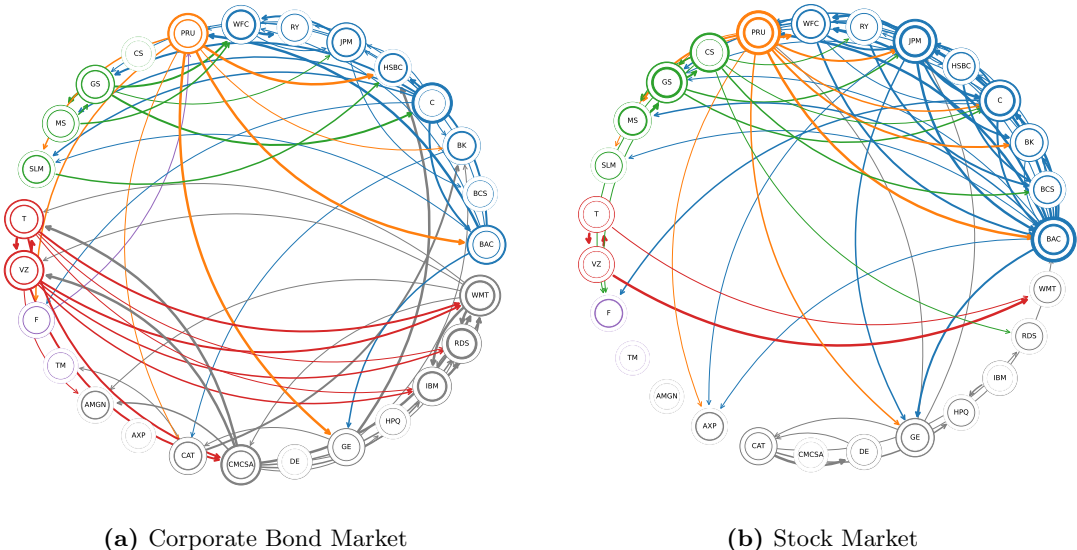 WFC
RY
PRU
JPM
CS
HSBC
GS
C
MS
BK
SLM
BCS
T
BAC
VZ
WMT
F
RDS
TM
IBM
AMGN
HPQ
AXP
GE
CAT
CMCSA
DE
(a) Corporate Bond Market
WFC
RY
PRU
JPM
CS
HSBC
GS
C
MS
BK
SLM
BCS
T
BAC
VZ
WMT
F
RDS
TM
IBM
AMGN
HPQ
AXP
GE
CAT
CMCSA
DE
(b) Stock Market